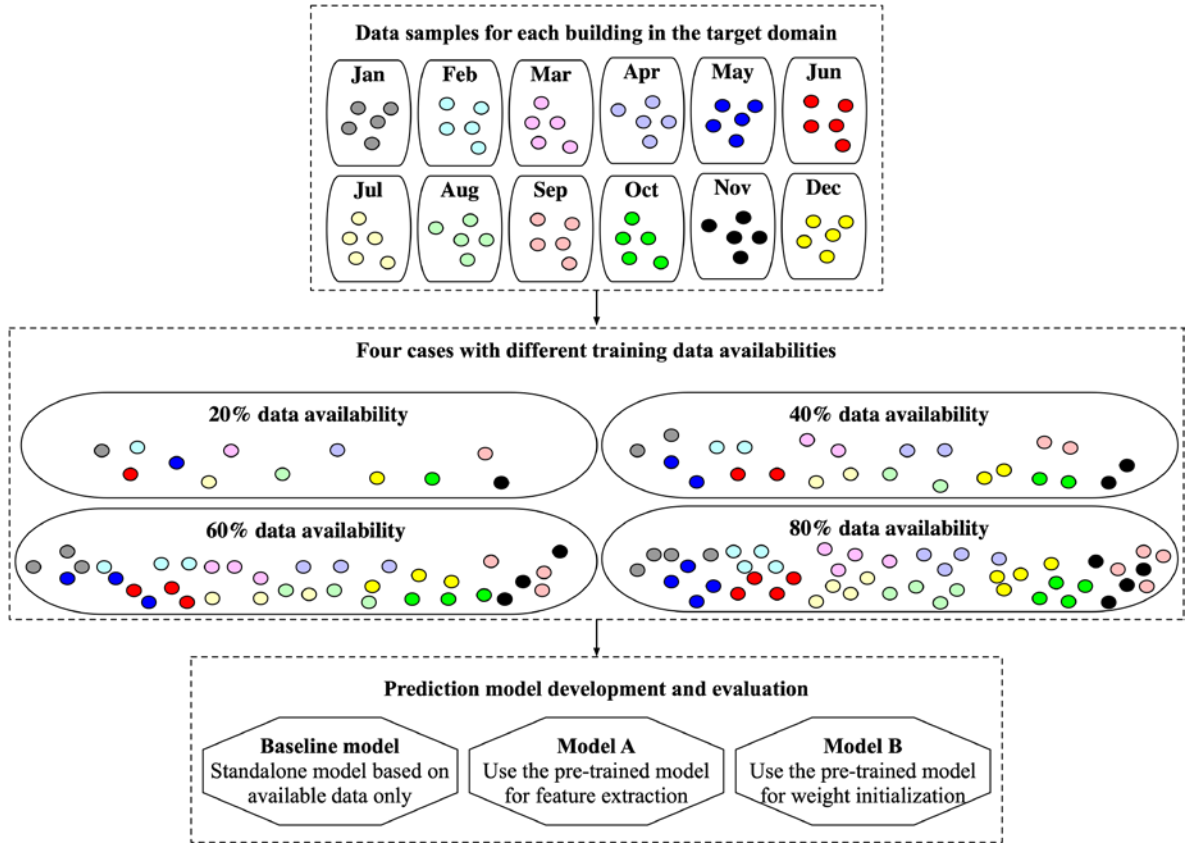 Data samples for each building in the target domain
Jan
Feb
Mar
Apr
May
Jun
Jul
Aug
Sep
Oct
Nov
Dec
Four cases with different training data availabilities
20% data availability
40% data availability
60% data availability
80% data availability
Prediction model development and evaluation
Baseline model
Standalone model based on
available data only
Model A
Use the pre-trained model
for feature extraction
Model B
Use the pre-trained model
for weight initialization